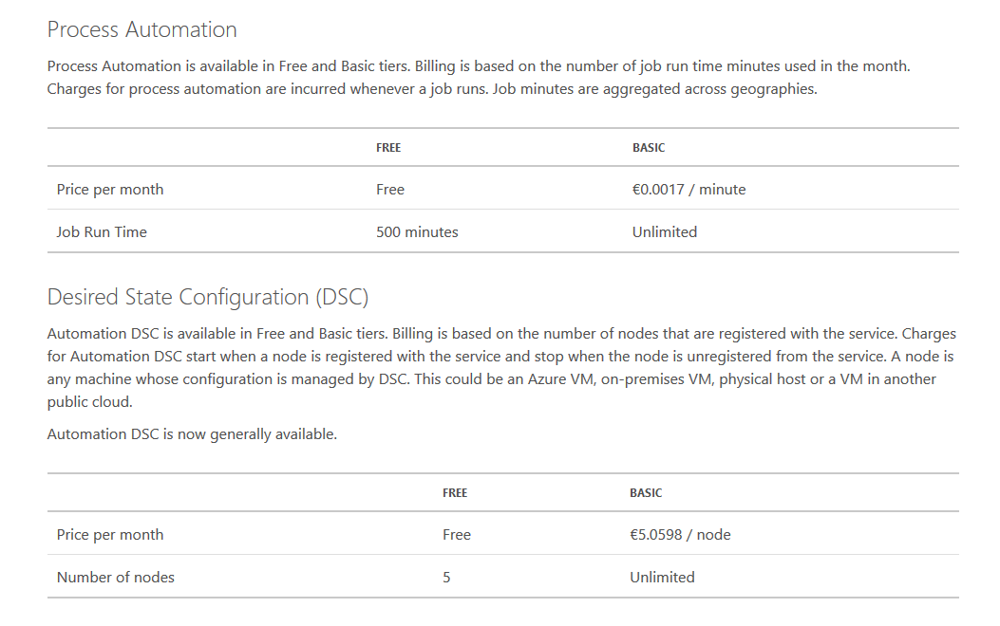 Process Automation
Process Automation is available in Free and Basic tiers. Billing is based on the number of job run time minutes used in the month.
Charges for process automation are incurred whenever a job runs. Job minutes are aggregated across geographies.
FREE BASIC
Price per month Free €0.0017 / minute
Job Run Time 500 minutes Unlimited
Desired State Configuration (DSC)
Automation DSC is available in Free and Basic tiers. Billing is based on the number of nodes that are registered with the service. Charges
for Automation DSC start when a node is registered with the service and stop when the node is unregistered from the service. A node is
any machine whose configuration is managed by DSC. This could be an Azure VM, on-premises VM, physical host or a VM in another
public cloud.
Automation DSC is now generally available.
FREE BASIC
Price per month Free €5.0598 / node
Number of nodes 5 Unlimited